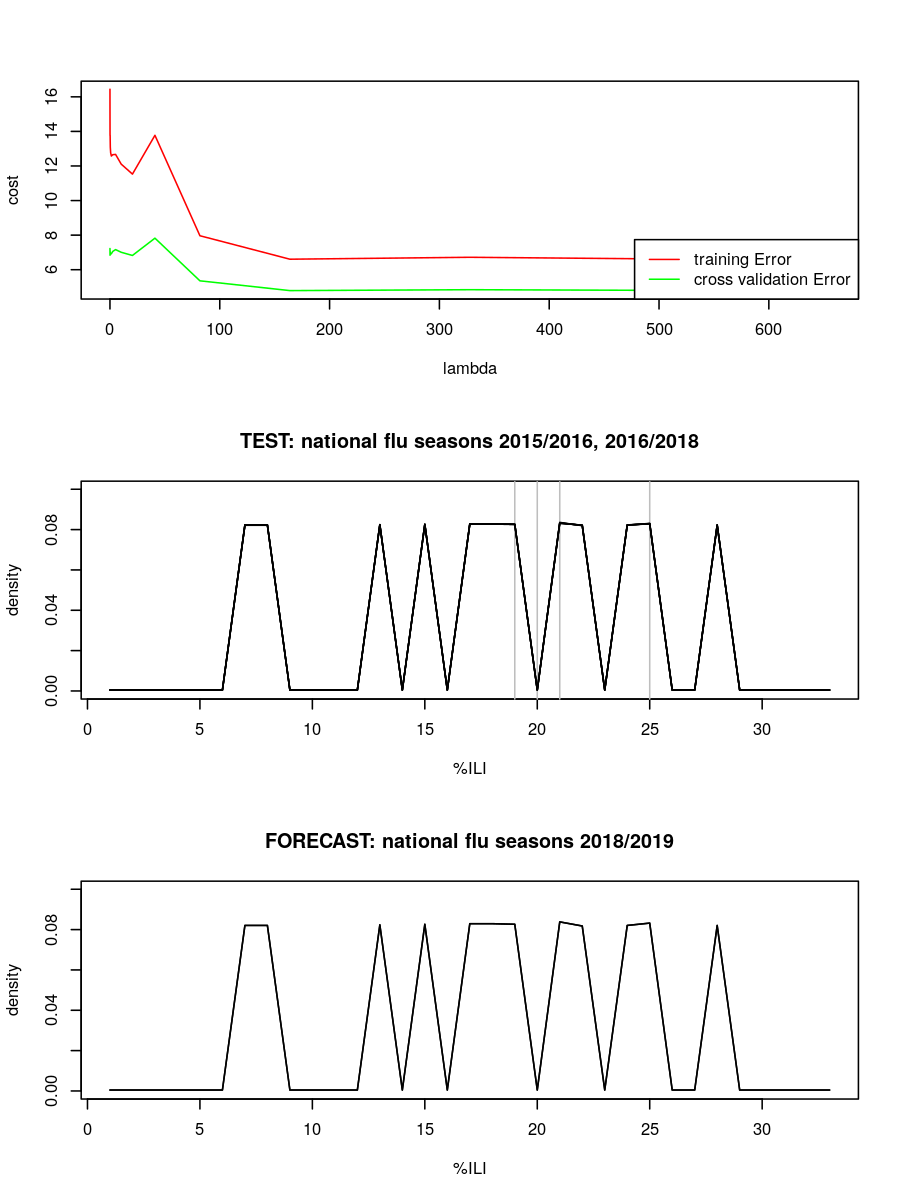 16
14
12
10
8
6
cost
training Error
cross validation Error
0 100 200 300 400 500 600
lambda
TEST: national flu seasons 2015/2016, 2016/2018
0.08
0.04
0.00
density
0 5 10 15 20 25 30
%ILI
FORECAST: national flu seasons 2018/2019
0.08
0.04
0.00
density
0 5 10 15 20 25 30
%ILI